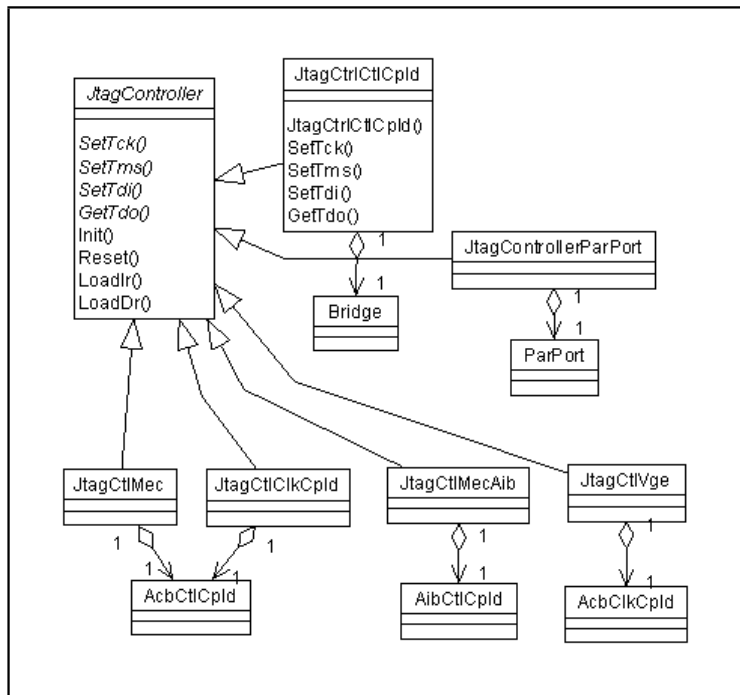 JtagController
SetTck()
SetTms()
SetTdi()
GetTdo()
Init()
Reset()
LoadIr()
LoadDr()
JtagCtrlCtlCpld
JtagCtrlCtlCpld()
SetTck()
SetTms()
SetTdi()
GetTdo()
1
1
Bridge
JtagControllerParPort
1
1
ParPort
JtagCtlMec
JtagCtlClkCpld
JtagCtlMecAib
JtagCtlVge
1
1
1
1
1
1
1
1
AcbCtlCpld
AibCtlCpld
AcbClkCpld